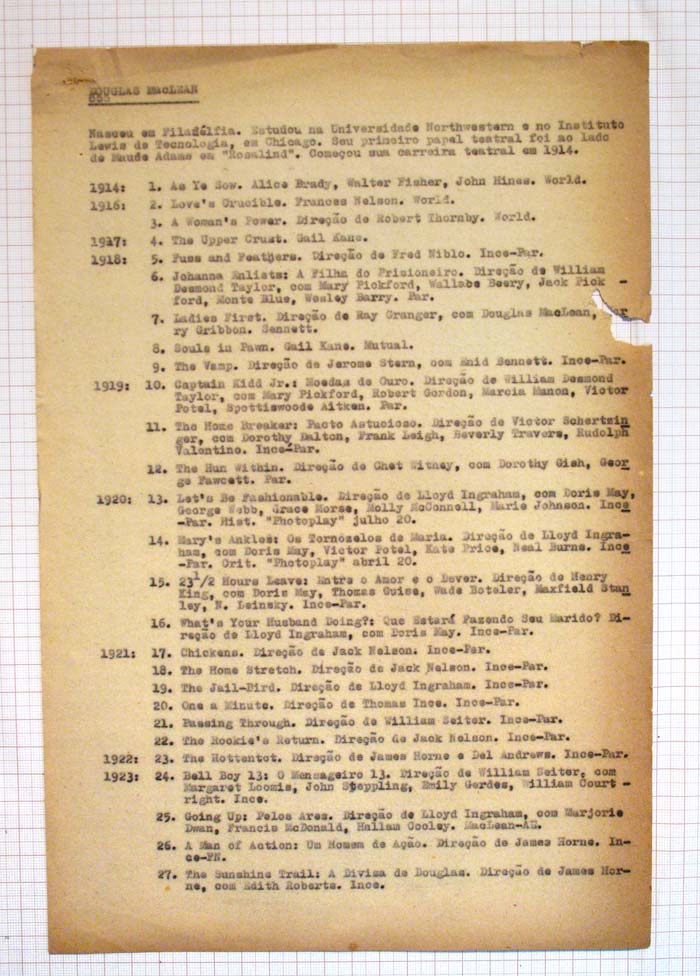 DOUGLAS MacLEAN
Nasceu em Filadélfia. Estudou na Universidade Northwestern e no Instituto
Lewis de Tecnologia, em Chicago. Seu primeiro papel teatral foi ao lado
de Maude Adams em "Rosalind". Começou sua carreira teatral em 1914.
1914: 1. As Ye Sow. Alice Brady, Walter Fisher, John Hines. World.
1916: 2. Love's Crucible. Frances Nelson. World.
3. A Woman's Power. Direção de Robert Thornby. World.
1917: 4. The Upper Crust. Gail Kane.
1918: 5. Fuss and Feathers. Direção de Fred Niblo. Ince-Par.
6. Johanna Enlists: A Filha do Prisioneiro. Direção de William
Desmond Taylor, com Mary Pickford, Wallace Beery, Jack Pick -
ford, Monte Blue, Wesley Barry. Par.
7. Ladies First. Direção de Ray Granger, com Douglas MacLean,
ry Gribbon. Sennett.
8. Souls in Pawn. Gail Kane. Mutual.
9. The Vamp. Direção de Jerome Stern, com Enid Bennett. Ince-Par.
1919: 10. Captain Kidd Jr.: Moedas de Ouro. Direção de William Desmond
Taylor, com Mary Pickford, Robert Gordon, Marcia Manon, Victor
Potel, Spottiswoode Aitken. Par.
11. The Home Breaker: Pacto Astucioso. Direção de Victor Schertzin
ger, com Dorothy Dalton, Frank Leigh, Beverly Travers, Rudolph
Valentino. Ince-Par.
12. The Hun Within. Direção de Chet Witney, com Dorothy Gish, Geor
ge Fawcett. Par.
1920: 13. Let's Be Fashionable. Direção de Lloyd Ingraham, com Doris May,
George Webb, Grace Morse, Molly McConnell, Marie Johnson. Ince
-Par. Hist. "Photoplay" julho 20.
14. Mary's Ankles: Os Tornozelos de Maria. Direção de Lloyd Ingra-
ham, com Doris May, Victor Potel, Kate Price, Neal Burns. Ince
-Par. Crit. "Photoplay" abril 20.
15. 23 1/2 Hours Leave: Entre o Amor e o Dever. Direção de Henry
King, com Doris May, Thomas Guise, Wade Boteler, Maxfield Stan
ley, N. Leinsky. Ince-Par.
16. What's Your Husband Doing?: Que Estará Fazendo Seu Marido? Di-
reção de Lloyd Ingraham, com Doris May. Ince-Par.
1921: 17. Chickens. Direção de Jack Nelson. Ince-Par.
18. The Home Stretch. Direção de Jack Nelson. Ince-Par.
19. The Jail-Bird. Direção de Lloyd Ingraham. Ince-Par.
20. One a Minute. Direção de Thomas Ince. Ince-Par.
21. Passing Through. Direção de William Seiter. Ince-Par.
22. The Rookie's Return. Direção de Jack Nelson. Ince-Par.
1922: 23. The Hottentot. Direção de James Horne e Del Andrews. Ince-Par.
1923: 24. Bell Boy 13: O Mensageiro 13. Direção de William Seiter, com
Margaret Loomis, John Steppling, Emily Gerdes, William Court -
right. Ince.
25. Going Up: Pelos Ares. Direção de Lloyd Ingraham, com Marjorie
Dwan, Francis McDonald, Hallam Cooley.
26. A Man of Action: Um Homem de Ação. Direção de James Horne. In-
ce-FN.
27. The Sunshine Trail: A Divisa de Douglas. Direção de James Hor-
ne, com Edith Roberts. Ince.